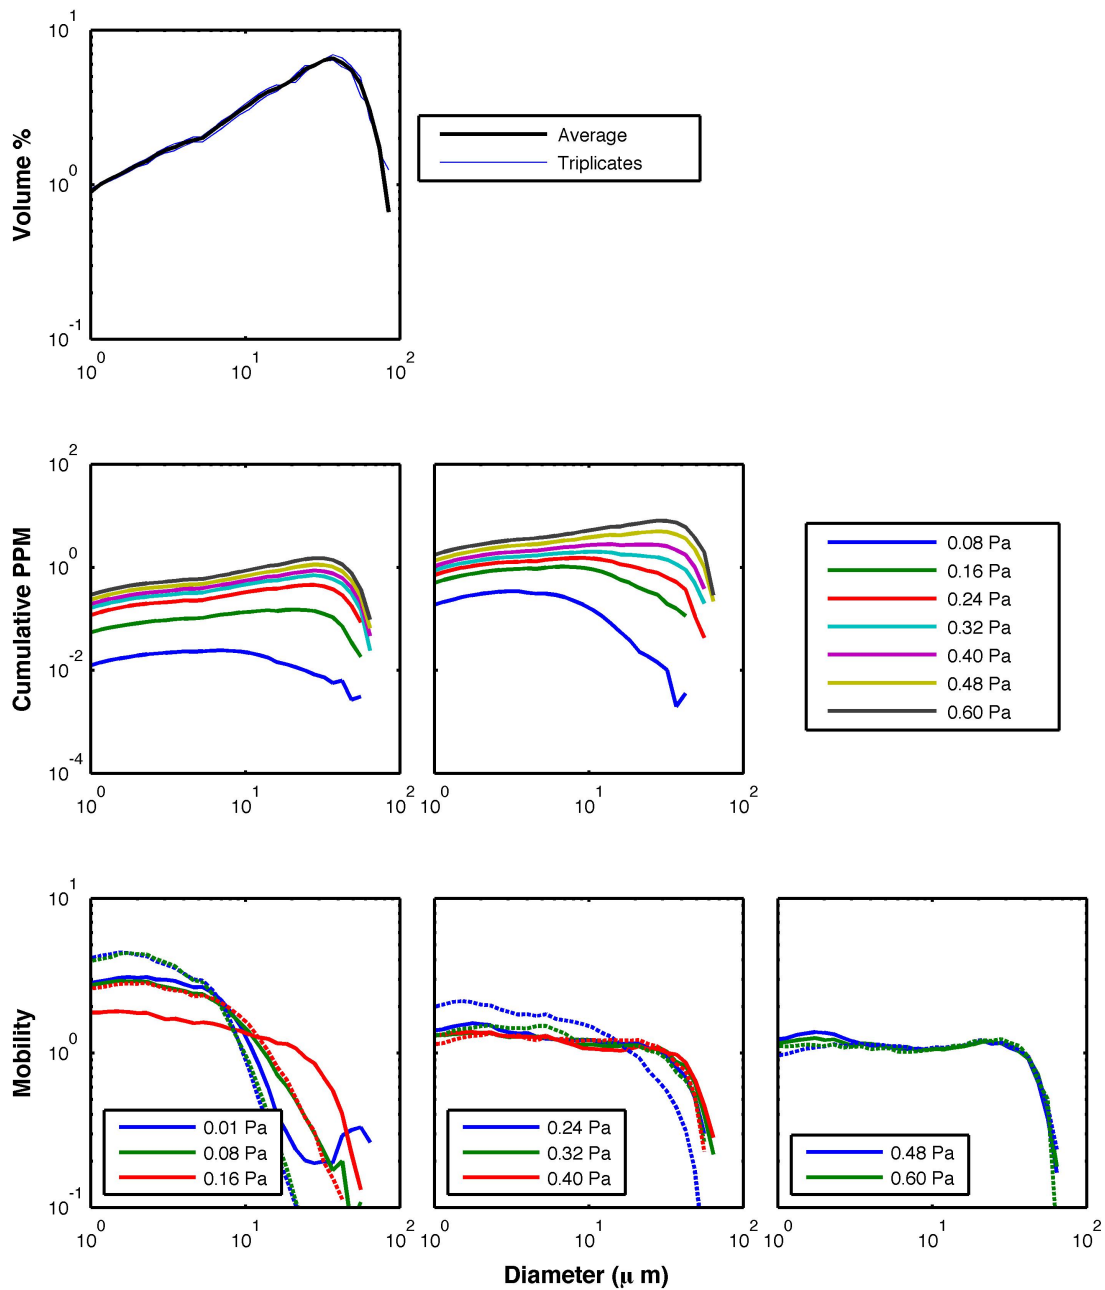 Volume %
10^1
10^0
10^-1
10^0 10^1 10^2
Average
Triplicates
Cumulative PPM
10^2
10^0
10^-2
10^-4
10^0 10^1 10^2
10^0 10^1 10^2
0.08 Pa
0.16 Pa
0.24 Pa
0.32 Pa
0.40 Pa
0.48 Pa
0.60 Pa
Mobility
10^1
10^0
10^-1
0.01 Pa
0.08 Pa
0.16 Pa
10^0 10^1 10^2
0.24 Pa
0.32 Pa
0.40 Pa
10^0 10^1 10^2
0.48 Pa
0.60 Pa
10^0 10^1 10^2
Diameter (μ m)